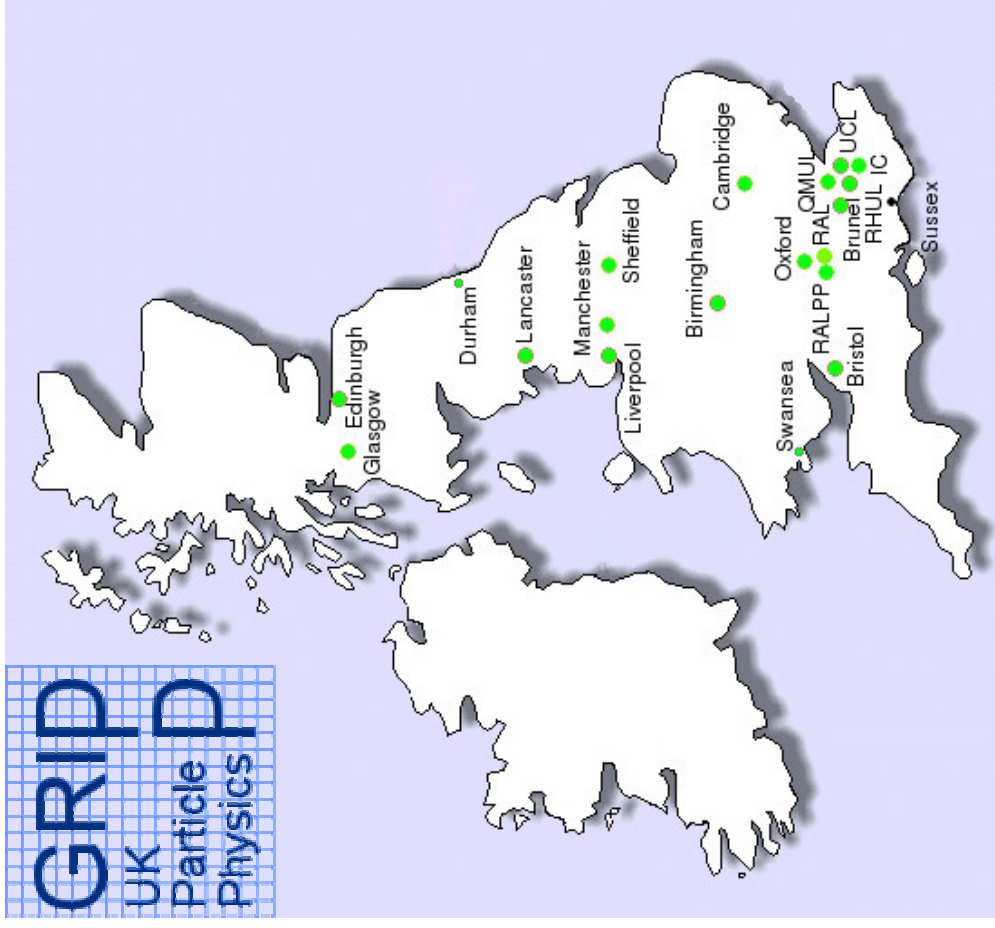 GRID
UK
Particle
P
Physics
Edinburgh
Glasgow
Durham
Lancaster
Manchester
Sheffield
Liverpool
Birmingham
Cambridge
Swansea
Oxford
QMUL
RAL
RALPP
UCL
Brunel
Bristol
RHUL
IC
Sussex